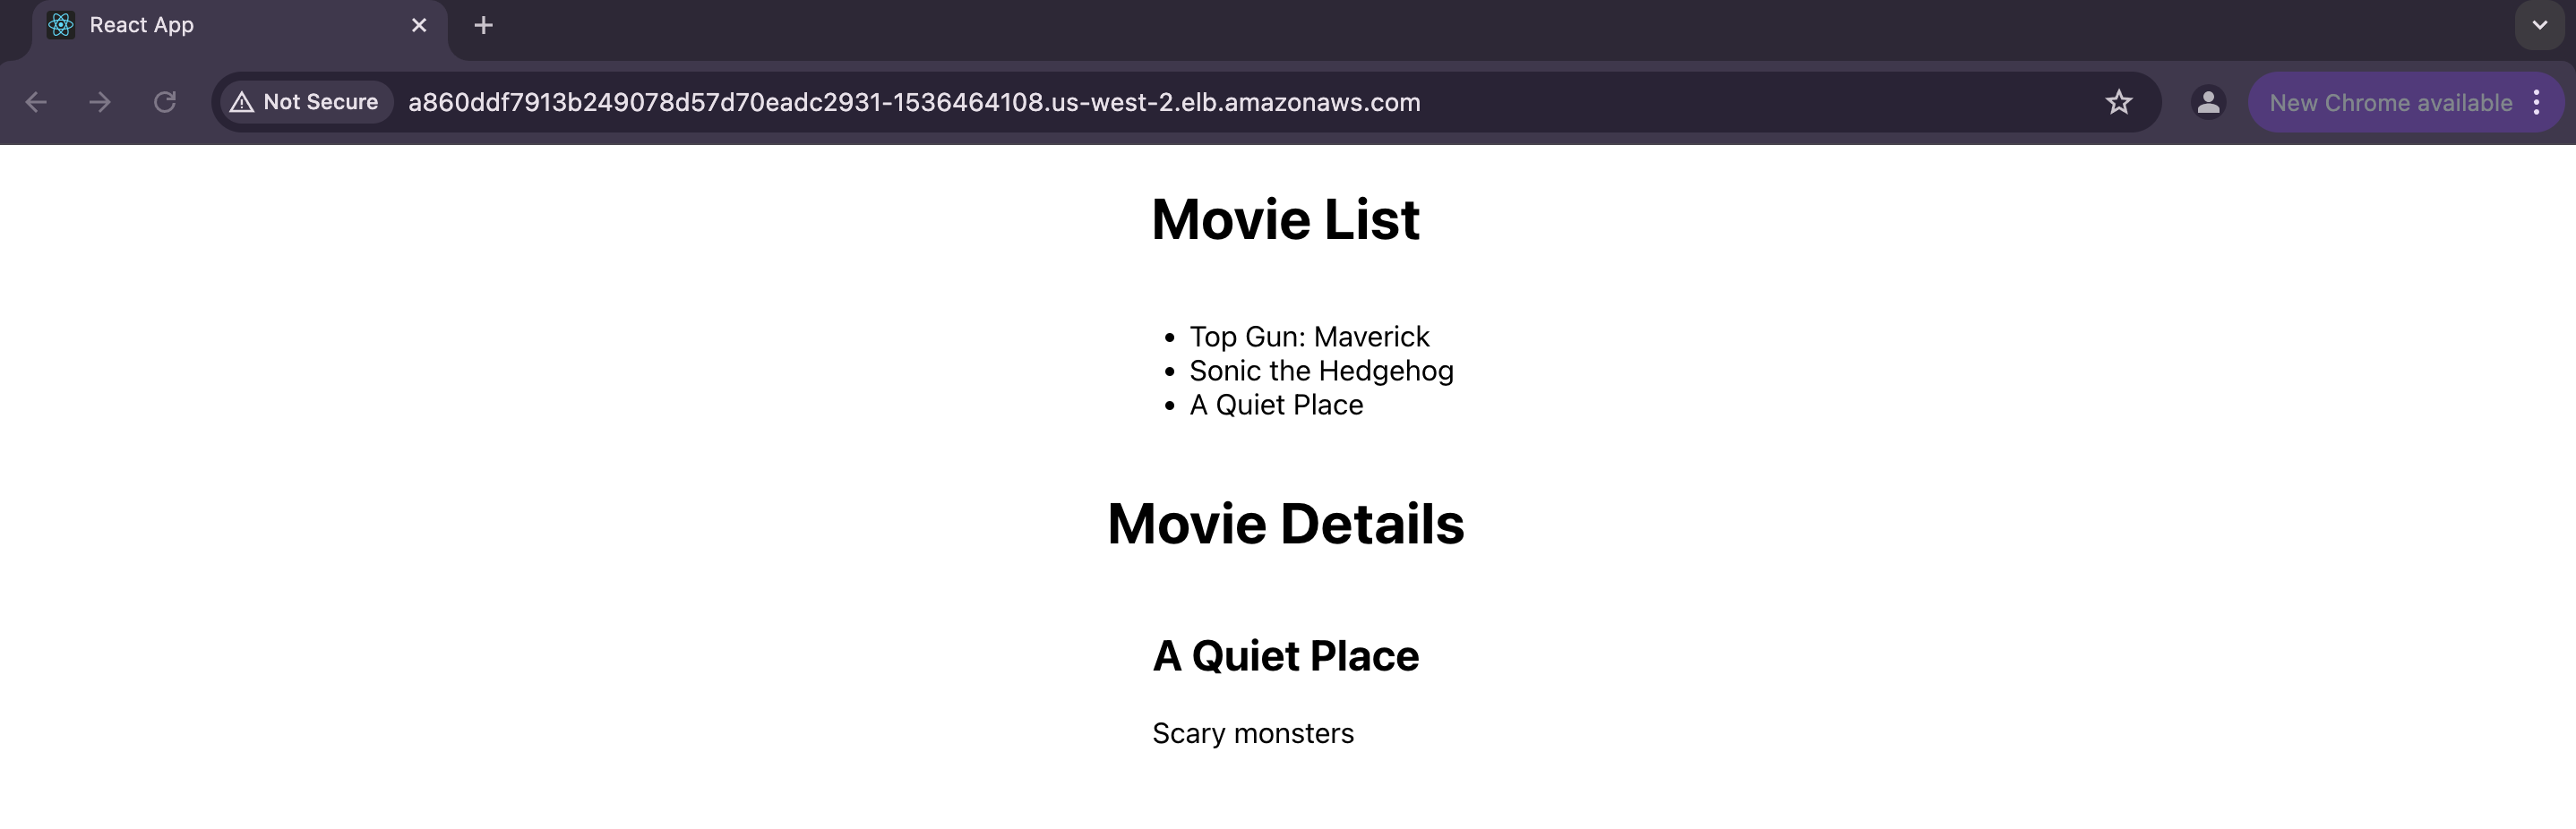 React App
Not Secure
a860ddf7913b249078d57d70eadc2931-1536464108.us-west-2.elb.amazonaws.com
New Chrome available
Movie List
Top Gun: Maverick
Sonic the Hedgehog
A Quiet Place
Movie Details
A Quiet Place
Scary monsters